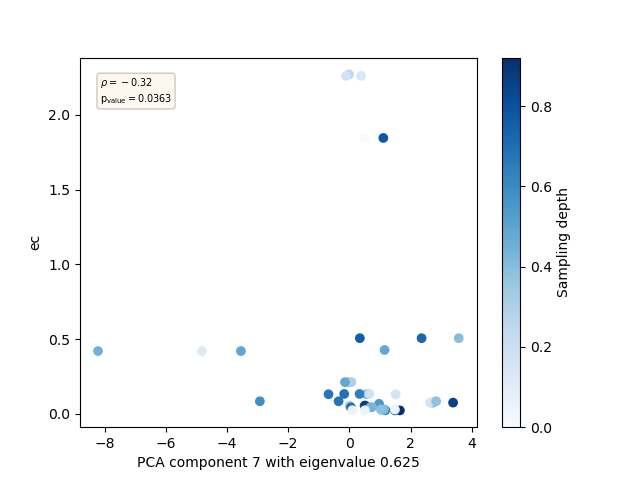 ρ = −0.32
p_value = 0.0363
2.0
1.5
1.0
0.5
0.0
ec
−8 −6 −4 −2 0 2 4
PCA component 7 with eigenvalue 0.625
0.8
0.6
0.4
0.2
0.0
Sampling depth